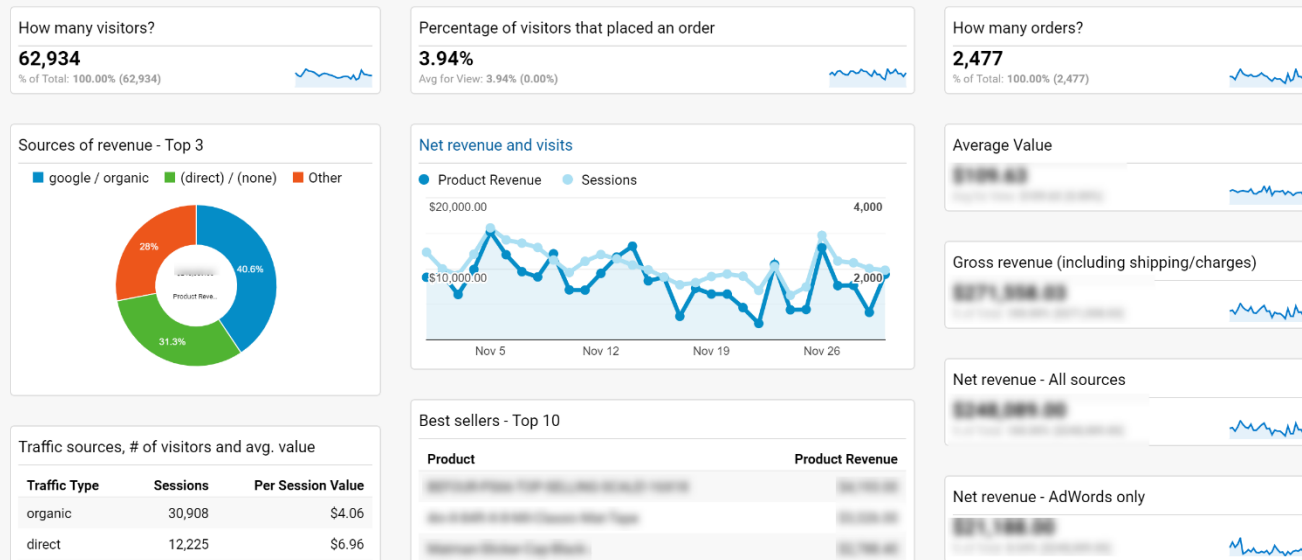 How many visitors?
62,934
% of Total: 100.00% (62,934)
Percentage of visitors that placed an order
3.94%
Avg for View: 3.94% (0.00%)
How many orders?
2,477
% of Total: 100.00% (2,477)
Sources of revenue - Top 3
google / organic (direct) / (none) Other
28%
40.6%
Product Reve...
31.3%
Net revenue and visits
Product Revenue Sessions
$20,000.00 4,000
$10,000.00 2,000
Nov 5 Nov 12 Nov 19 Nov 26
Average Value
Gross revenue (including shipping/charges)
Net revenue - All sources
Net revenue - AdWords only
Traffic sources, # of visitors and avg. value
Traffic Type Sessions Per Session Value
organic 30,908 $4.06
direct 12,225 $6.96
Best sellers - Top 10
Product Product Revenue